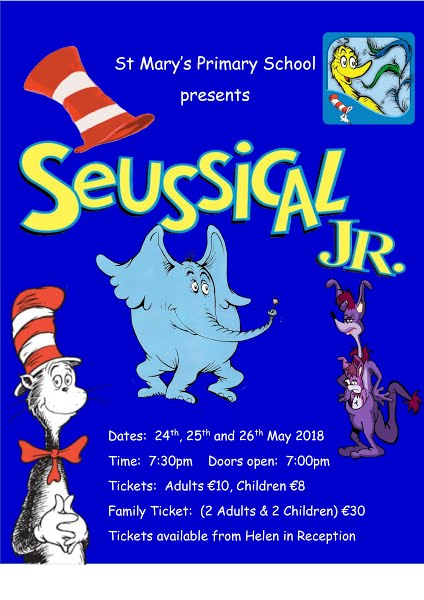 St Mary's Primary School
presents
SEUSSICAL
JR.
Dates:  24th, 25th and 26th May 2018
Time:  7:30pm    Doors open:  7:00pm
Tickets:  Adults €10, Children €8
Family Ticket:  (2 Adults & 2 Children) €30
Tickets available from Helen in Reception